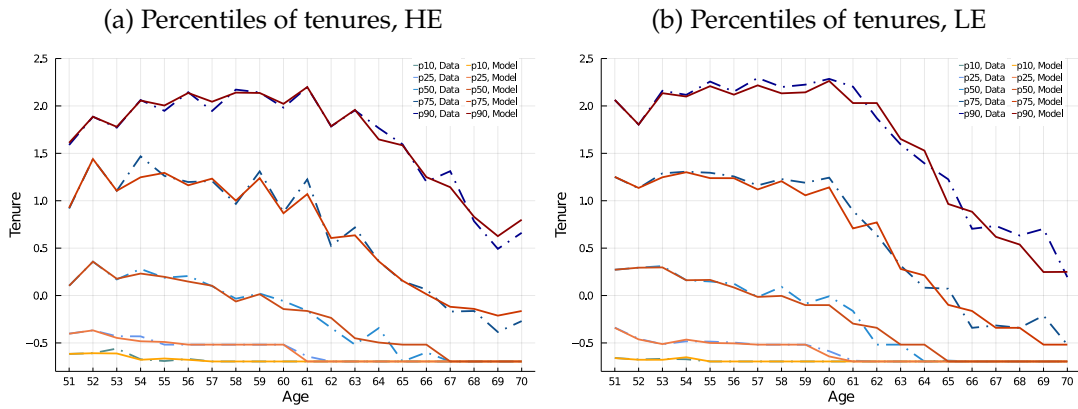 (a) Percentiles of tenures, HE
2.5
2.0
1.5
1.0
0.5
0.0
−0.5
Tenure
p10, Data p10, Model
p25, Data p25, Model
p50, Data p50, Model
p75, Data p75, Model
p90, Data p90, Model
51 52 53 54 55 56 57 58 59 60 61 62 63 64 65 66 67 68 69 70
Age
(b) Percentiles of tenures, LE
2.5
2.0
1.5
1.0
0.5
0.0
−0.5
Tenure
p10, Data p10, Model
p25, Data p25, Model
p50, Data p50, Model
p75, Data p75, Model
p90, Data p90, Model
51 52 53 54 55 56 57 58 59 60 61 62 63 64 65 66 67 68 69 70
Age